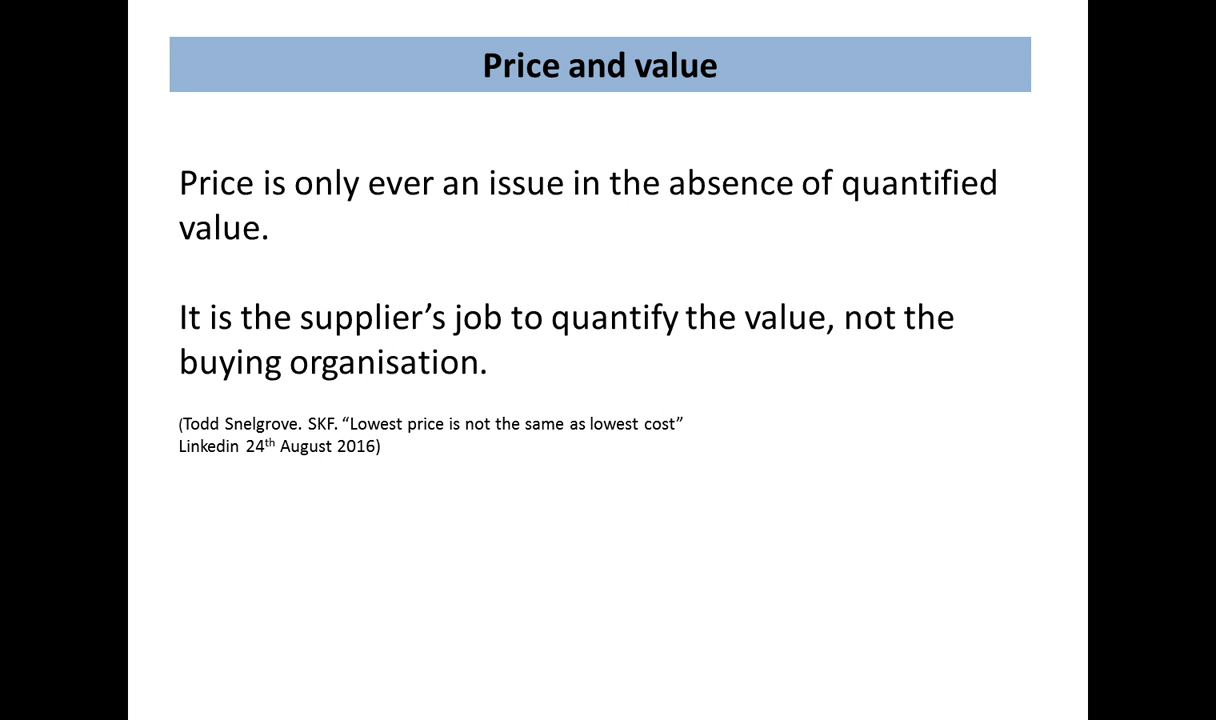 Price and value
Price is only ever an issue in the absence of quantified
value.
It is the supplier’s job to quantify the value, not the
buying organisation.
(Todd Snelgrove. SKF. “Lowest price is not the same as lowest cost”
Linkedin 24th August 2016)